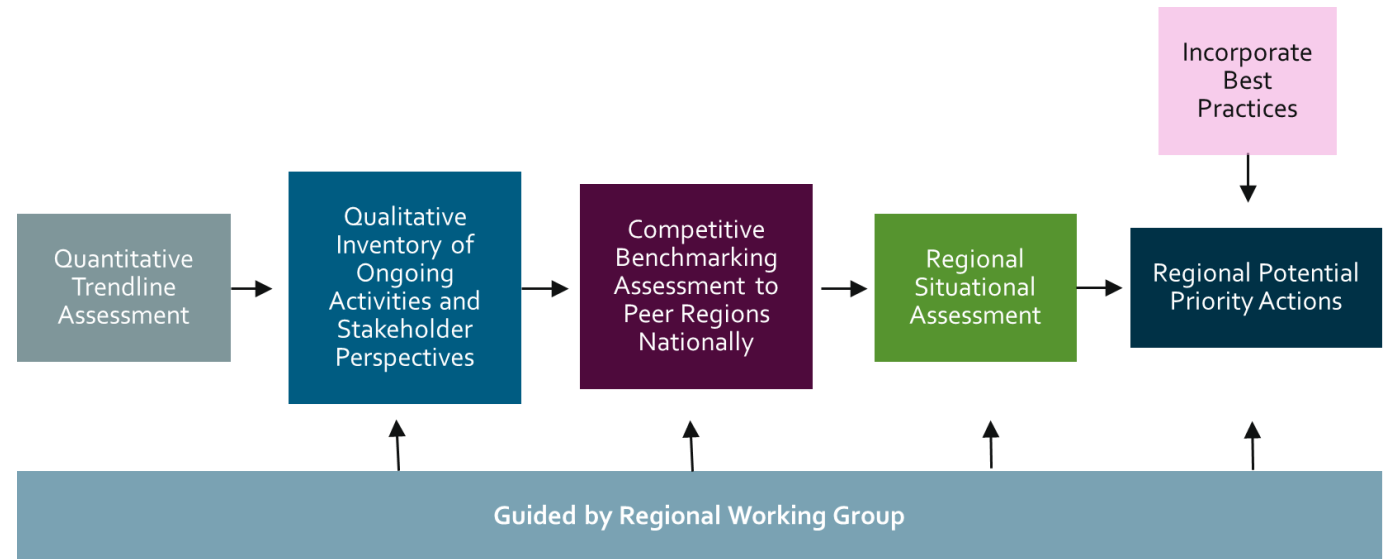 Incorporate
Best
Practices
Quantitative
Trendline
Assessment
Qualitative
Inventory of
Ongoing
Activities and
Stakeholder
Perspectives
Competitive
Benchmarking
Assessment to
Peer Regions
Nationally
Regional
Situational
Assessment
Regional Potential
Priority Actions
Guided by Regional Working Group